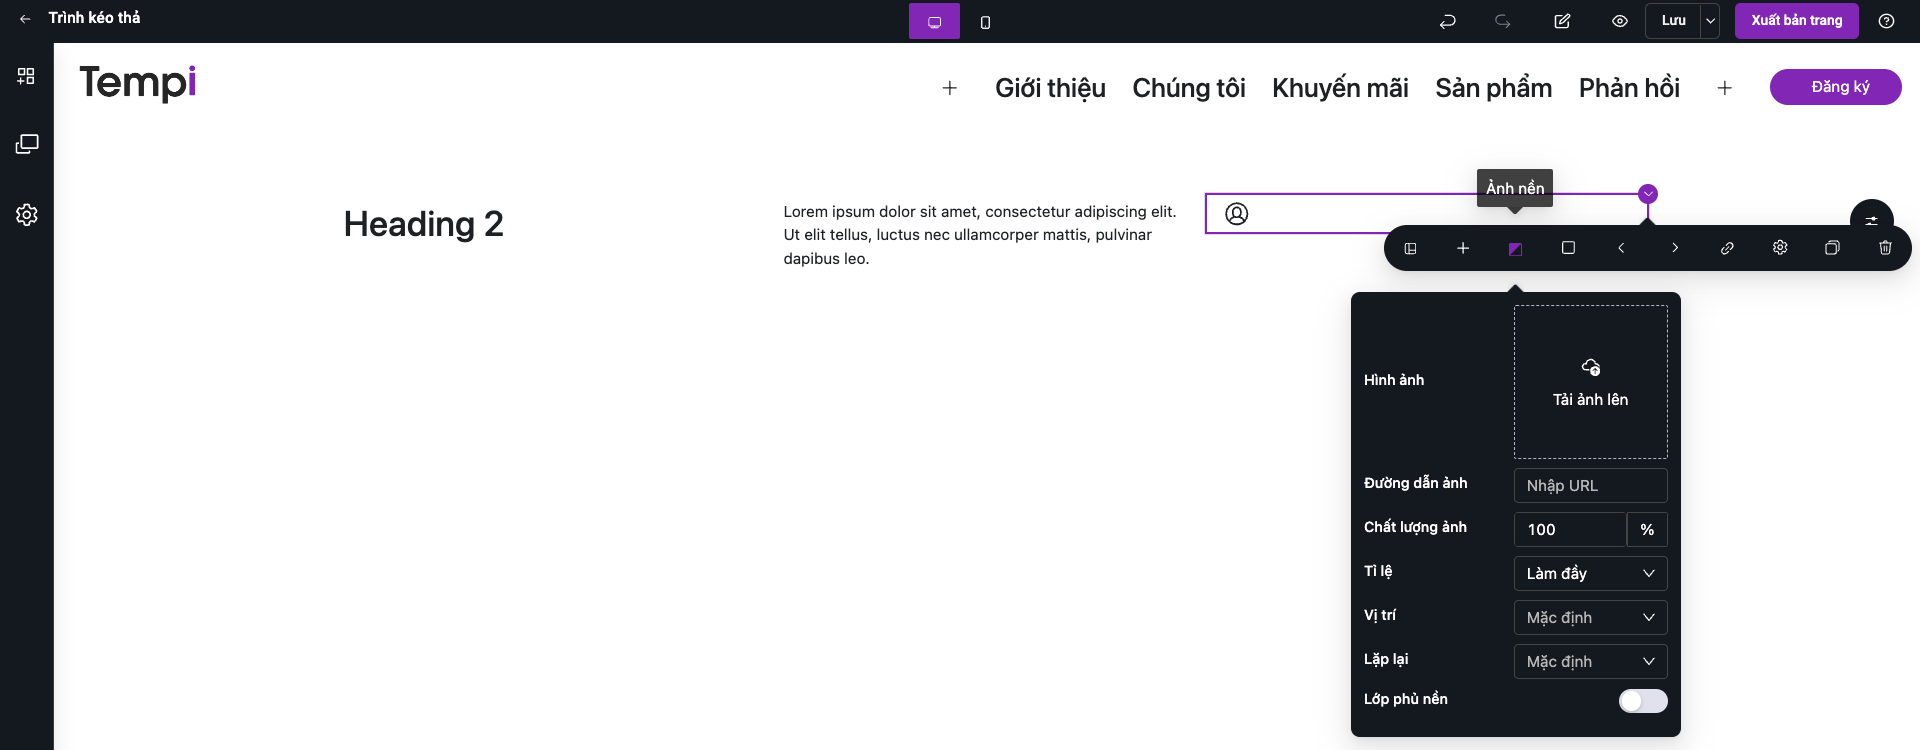 Trình kéo thả
Lưu
Xuất bản trang
Tempi
Giới thiệu
Chúng tôi
Khuyến mãi
Sản phẩm
Phản hồi
Đăng ký
Ảnh nền
Heading 2
Lorem ipsum dolor sit amet, consectetur adipiscing elit.
Ut elit tellus, luctus nec ullamcorper mattis, pulvinar
dapibus leo.
Hình ảnh
Tải ảnh lên
Đường dẫn ảnh
Nhập URL
Chất lượng ảnh
100
%
Tỉ lệ
Làm đầy
Vị trí
Mặc định
Lặp lại
Mặc định
Lớp phủ nền